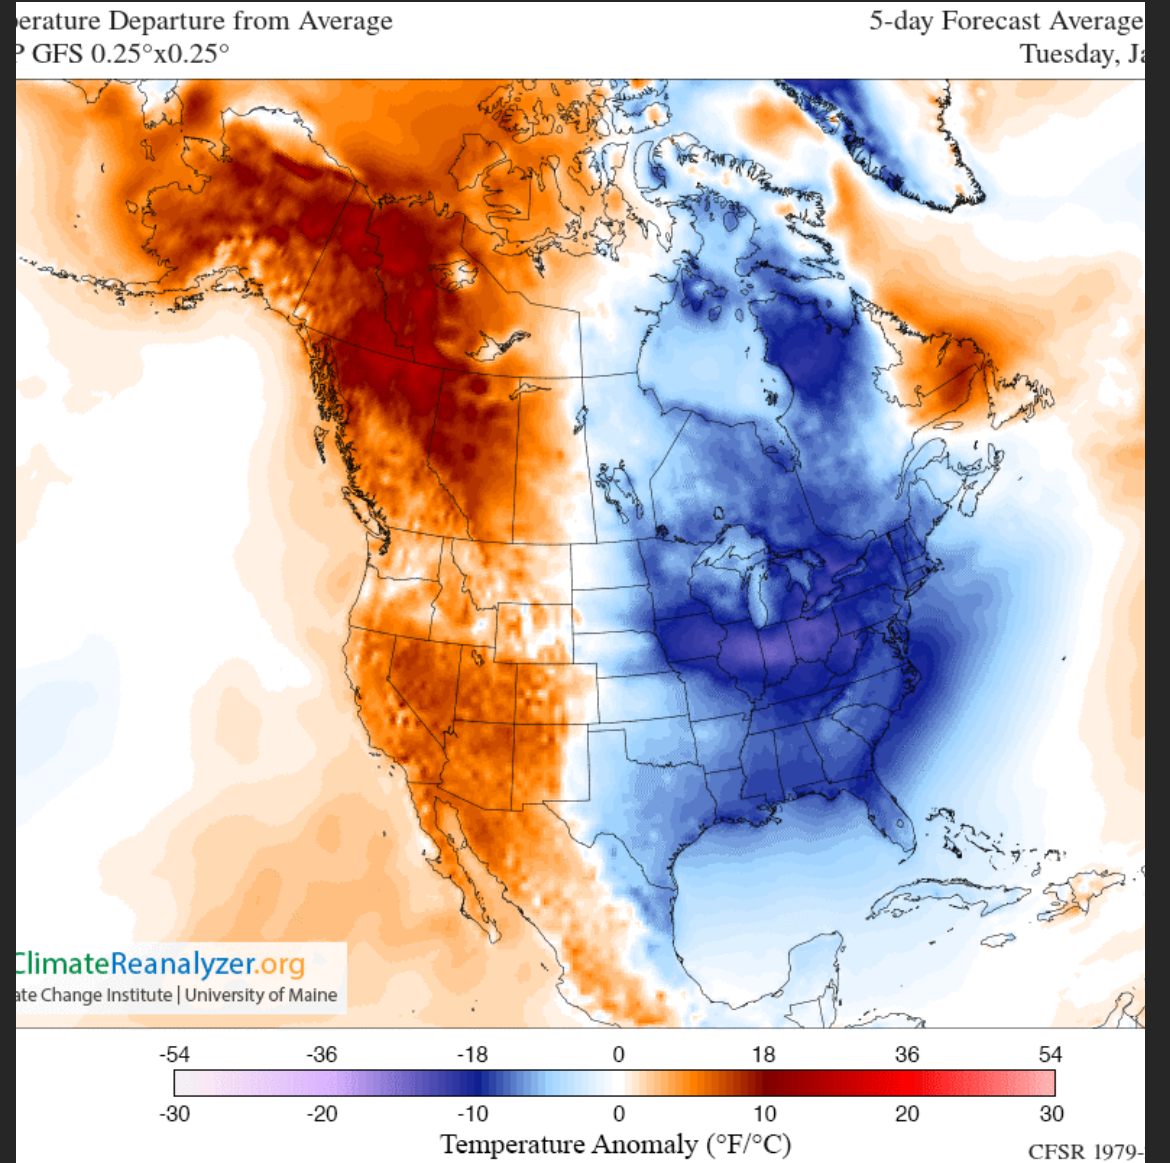 perature Departure from Average
5-day Forecast Average
P GFS 0.25°x0.25°
Tuesday, Ja
ClimateReanalyzer.org
ate Change Institute | University of Maine
-54 -36 -18 0 18 36 54
-30 -20 -10 0 10 20 30
Temperature Anomaly (°F/°C)
CFSR 1979-